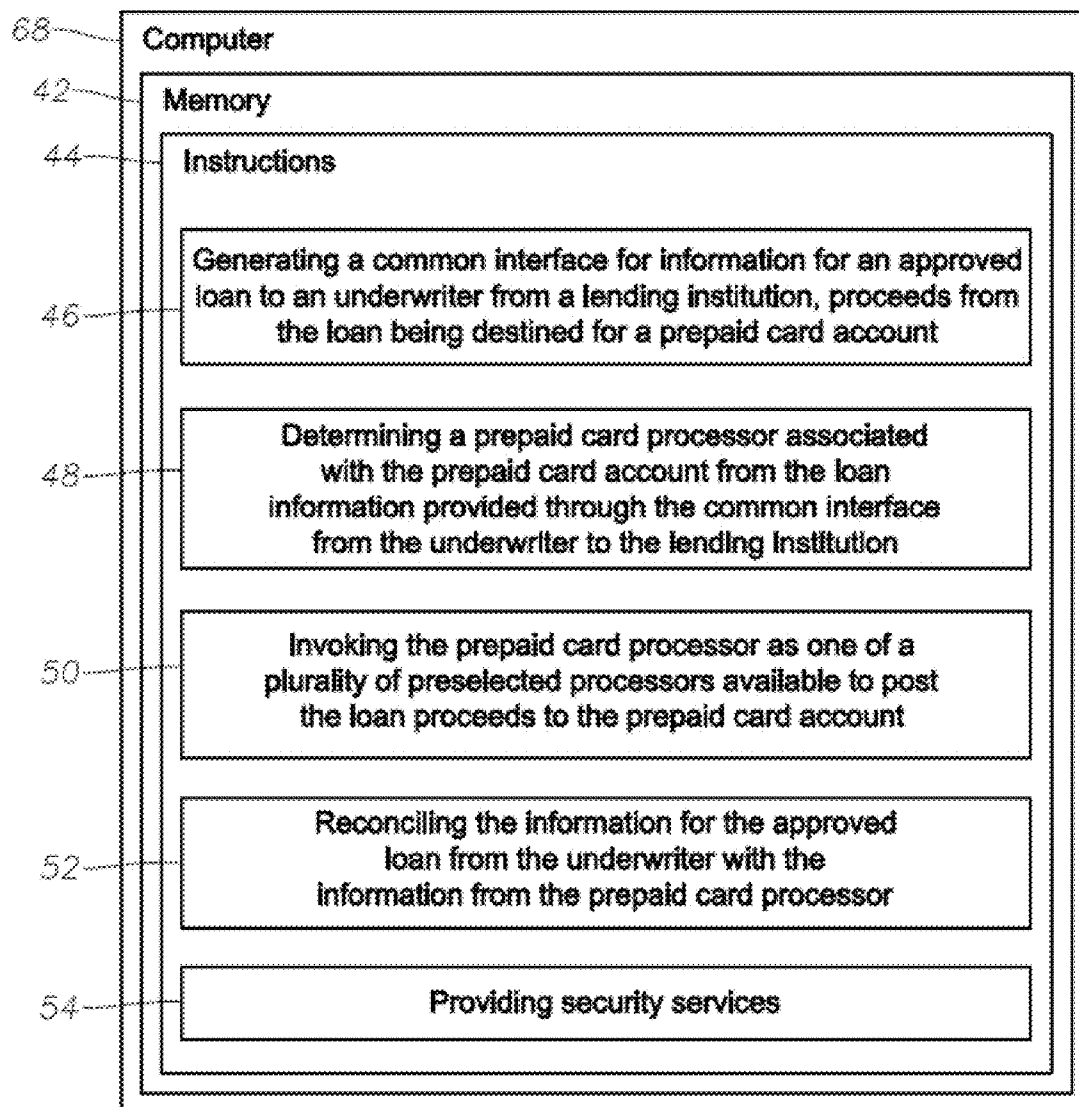 68
Computer
42
Memory
44
Instructions
46
Generating a common interface for information for an approved
loan to an underwriter from a lending institution, proceeds from
the loan being destined for a prepaid card account
48
Determining a prepaid card processor associated
with the prepaid card account from the loan
information provided through the common interface
from the underwriter to the lending institution
50
Invoking the prepaid card processor as one of a
plurality of preselected processors available to post
the loan proceeds to the prepaid card account
52
Reconciling the information for the approved
loan from the underwriter with the
information from the prepaid card processor
54
Providing security services